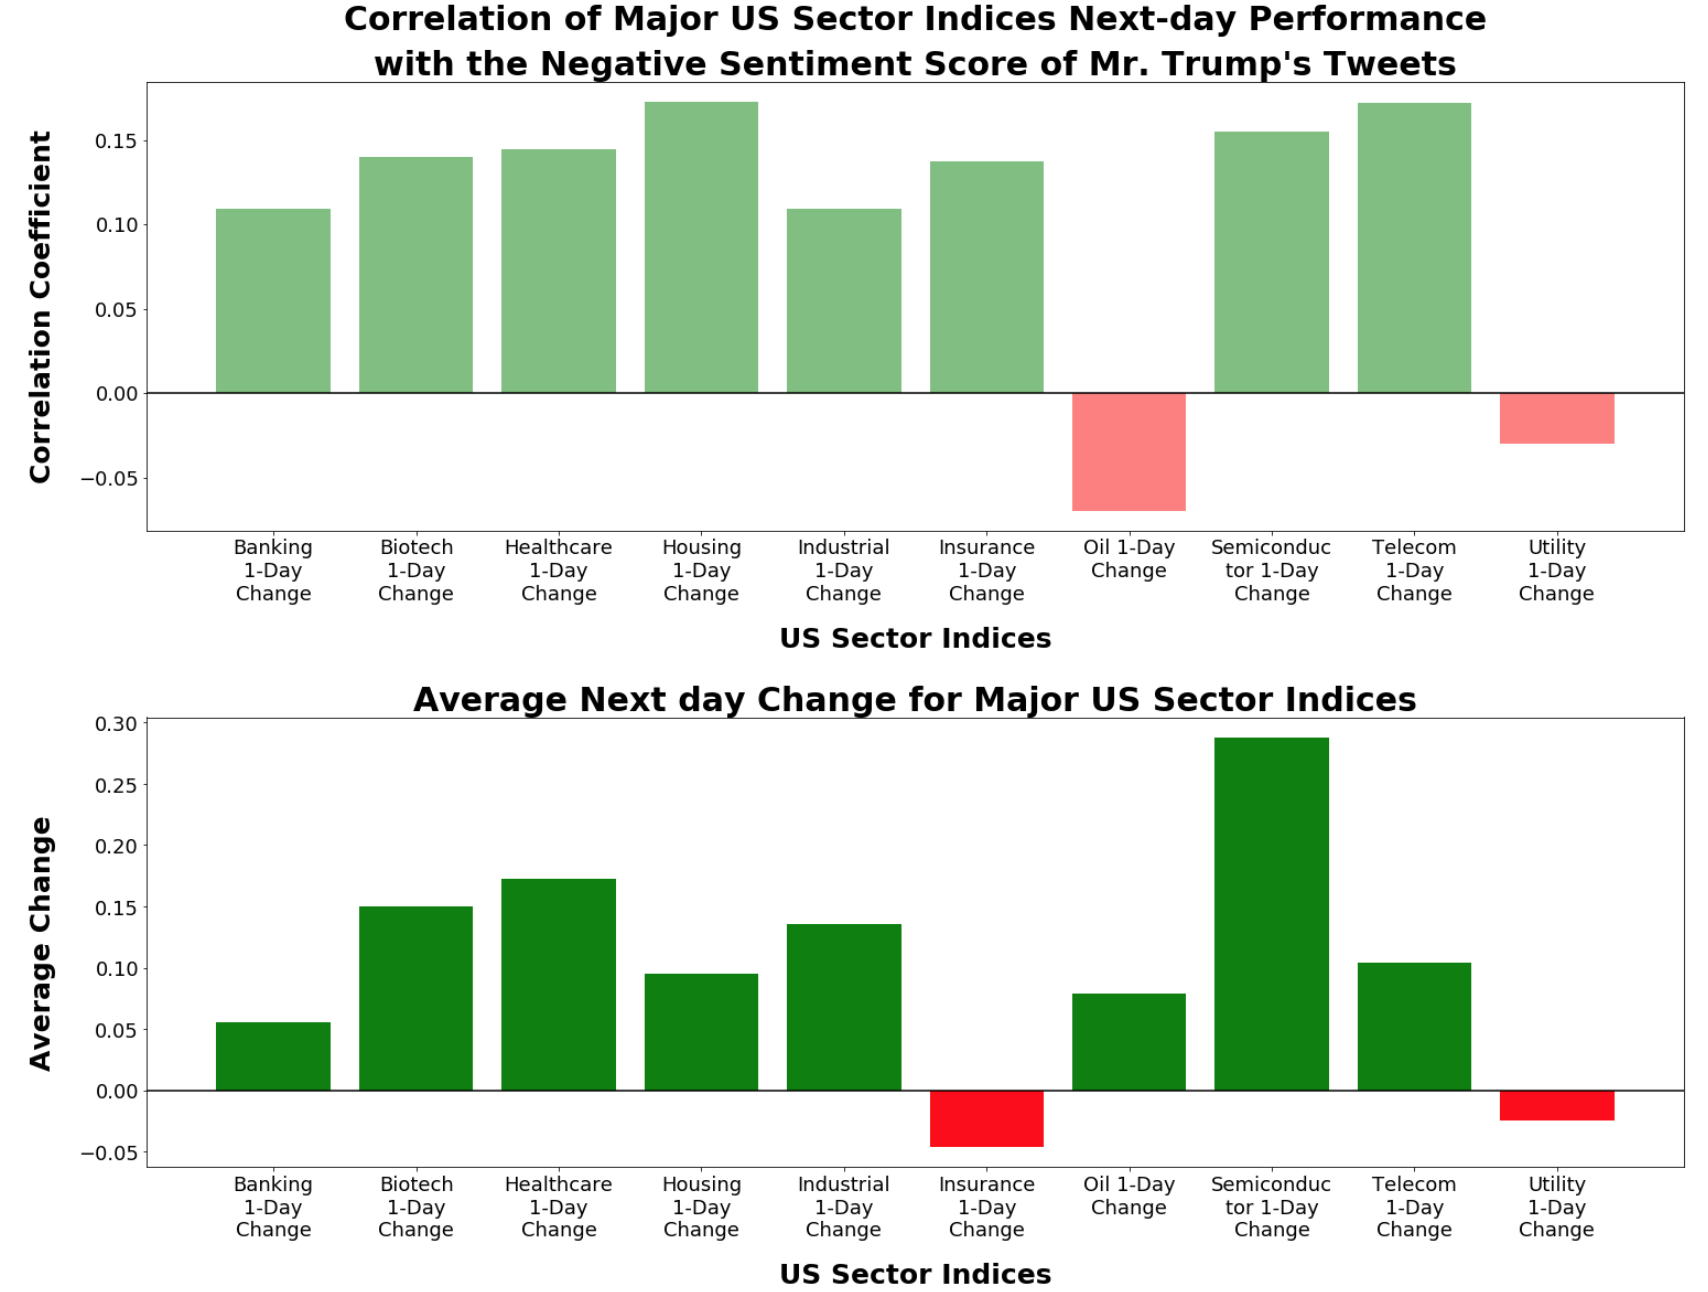 Correlation of Major US Sector Indices Next-day Performance
with the Negative Sentiment Score of Mr. Trump's Tweets
Correlation Coefficient
0.15
0.10
0.05
0.00
−0.05
Banking Biotech Healthcare Housing Industrial Insurance Oil 1-Day Semiconduc Telecom Utility
1-Day 1-Day 1-Day 1-Day 1-Day 1-Day Change tor 1-Day 1-Day 1-Day
Change Change Change Change Change Change Change Change Change
US Sector Indices
Average Next day Change for Major US Sector Indices
Average Change
0.30
0.25
0.20
0.15
0.10
0.05
0.00
−0.05
Banking Biotech Healthcare Housing Industrial Insurance Oil 1-Day Semiconduc Telecom Utility
1-Day 1-Day 1-Day 1-Day 1-Day 1-Day Change tor 1-Day 1-Day 1-Day
Change Change Change Change Change Change Change Change Change
US Sector Indices